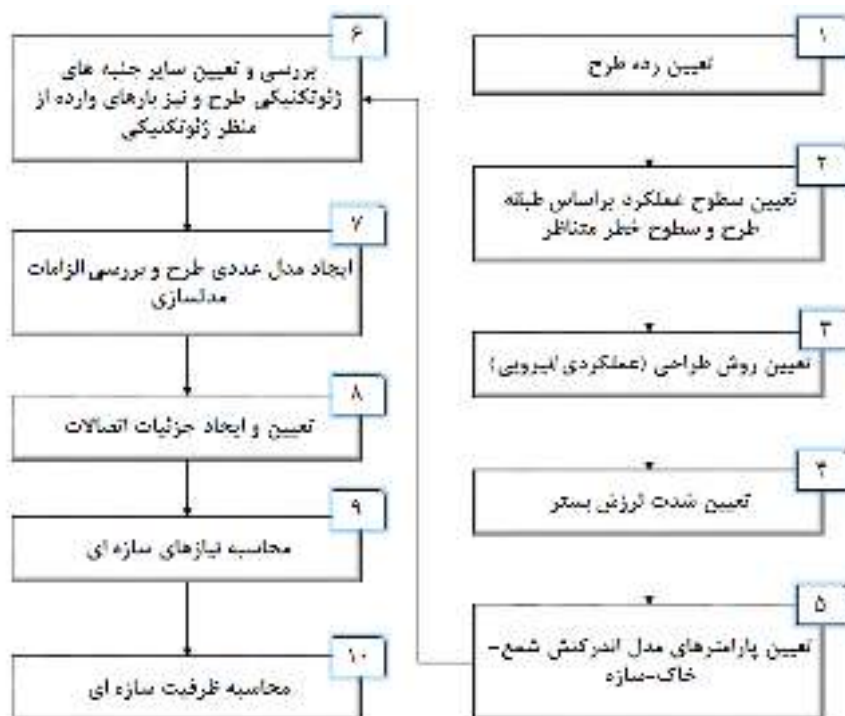 ۱
تعیین رده طرح
۲
تعیین سطوح عملکرد براساس طبقه
طرح و سطوح خطر متناظر
۳
تعیین روش طراحی (عملکردی/نیرویی)
۴
تعیین شدت لرزش بستر
۵
تعیین پارامترهای مدل اندرکنش شمع-
خاک-سازه
۶
بررسی و تعیین سایر جنبه های
ژئوتکنیکی طرح و نیز بارهای وارده از
منظر ژئوتکنیکی
۷
ایجاد مدل عددی طرح و بررسی الزامات
مدلسازی
۸
تعیین و ایجاد جزئیات اتصالات
۹
محاسبه نیازهای سازه ای
۱۰
محاسبه ظرفیت سازه ای